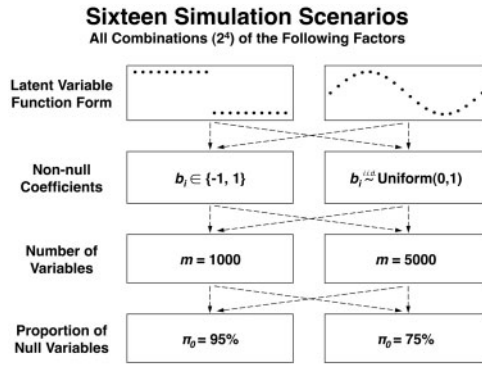 Sixteen Simulation Scenarios
All Combinations (2⁴) of the Following Factors
Latent Variable
Function Form
Non-null
Coefficients
bᵢ ∈ {-1, 1}
bᵢ i.i.d. ~ Uniform(0,1)
Number of
Variables
m = 1000
m = 5000
Proportion of
Null Variables
π₀ = 95%
π₀ = 75%